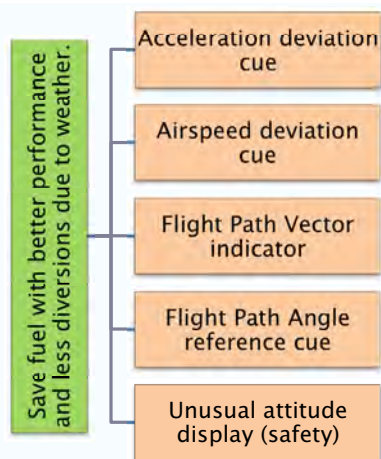 Save fuel with better performance
and less diversions due to weather.
Acceleration deviation
cue
Airspeed deviation
cue
Flight Path Vector
indicator
Flight Path Angle
reference cue
Unusual attitude
display (safety)